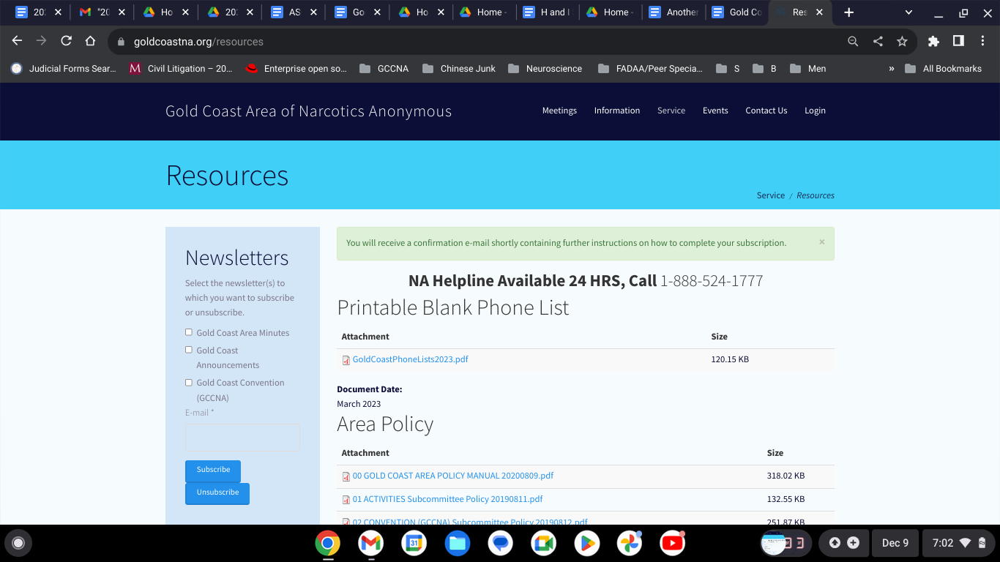 202
"20
Ho
202
AS
Go
Ho
Home -
H and I
Home -
Another
Gold Co
Res
goldcoastna.org/resources
Judicial Forms Sear...
Civil Litigation – 20...
Enterprise open so...
GCCNA
Chinese Junk
Neuroscience
FADAA/Peer Specia...
S
B
Men
»
All Bookmarks
Gold Coast Area of Narcotics Anonymous
Meetings
Information
Service
Events
Contact Us
Login
Resources
Service / Resources
Newsletters
Select the newsletter(s) to
which you want to subscribe
or unsubscribe.
Gold Coast Area Minutes
Gold Coast
Announcements
Gold Coast Convention
(GCCNA)
E-mail *
Subscribe
Unsubscribe
You will receive a confirmation e-mail shortly containing further instructions on how to complete your subscription.
×
NA Helpline Available 24 HRS, Call 1-888-524-1777
Printable Blank Phone List
Attachment Size
GoldCoastPhoneLists2023.pdf 120.15 KB
Document Date:
March 2023
Area Policy
Attachment Size
00 GOLD COAST AREA POLICY MANUAL 20200809.pdf 318.02 KB
01 ACTIVITIES Subcommittee Policy 20190811.pdf 132.55 KB
02 CONVENTION (GCCNA) Subcommittee Policy 20190812.pdf 251.87 KB
31
Dec 9
7:02